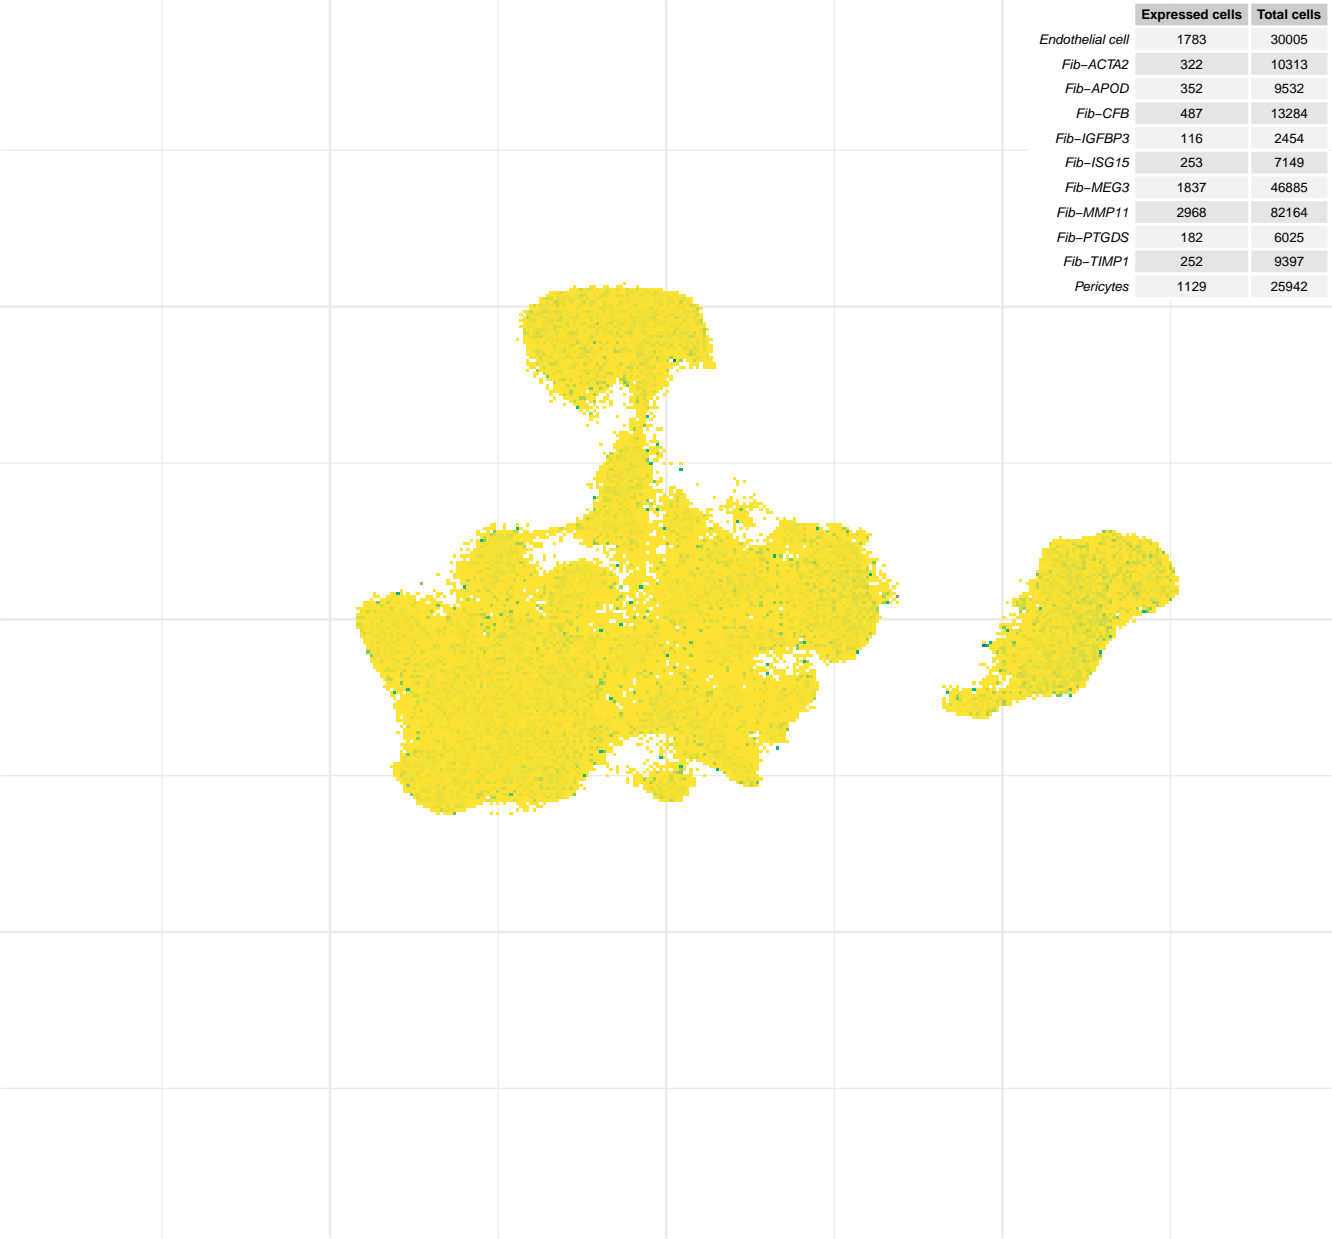 Expressed cells Total cells
Endothelial cell 1783 30005
Fib−ACTA2 322 10313
Fib−APOD 352 9532
Fib−CFB 487 13284
Fib−IGFBP3 116 2454
Fib−ISG15 253 7149
Fib−MEG3 1837 46885
Fib−MMP11 2968 82164
Fib−PTGDS 182 6025
Fib−TIMP1 252 9397
Pericytes 1129 25942